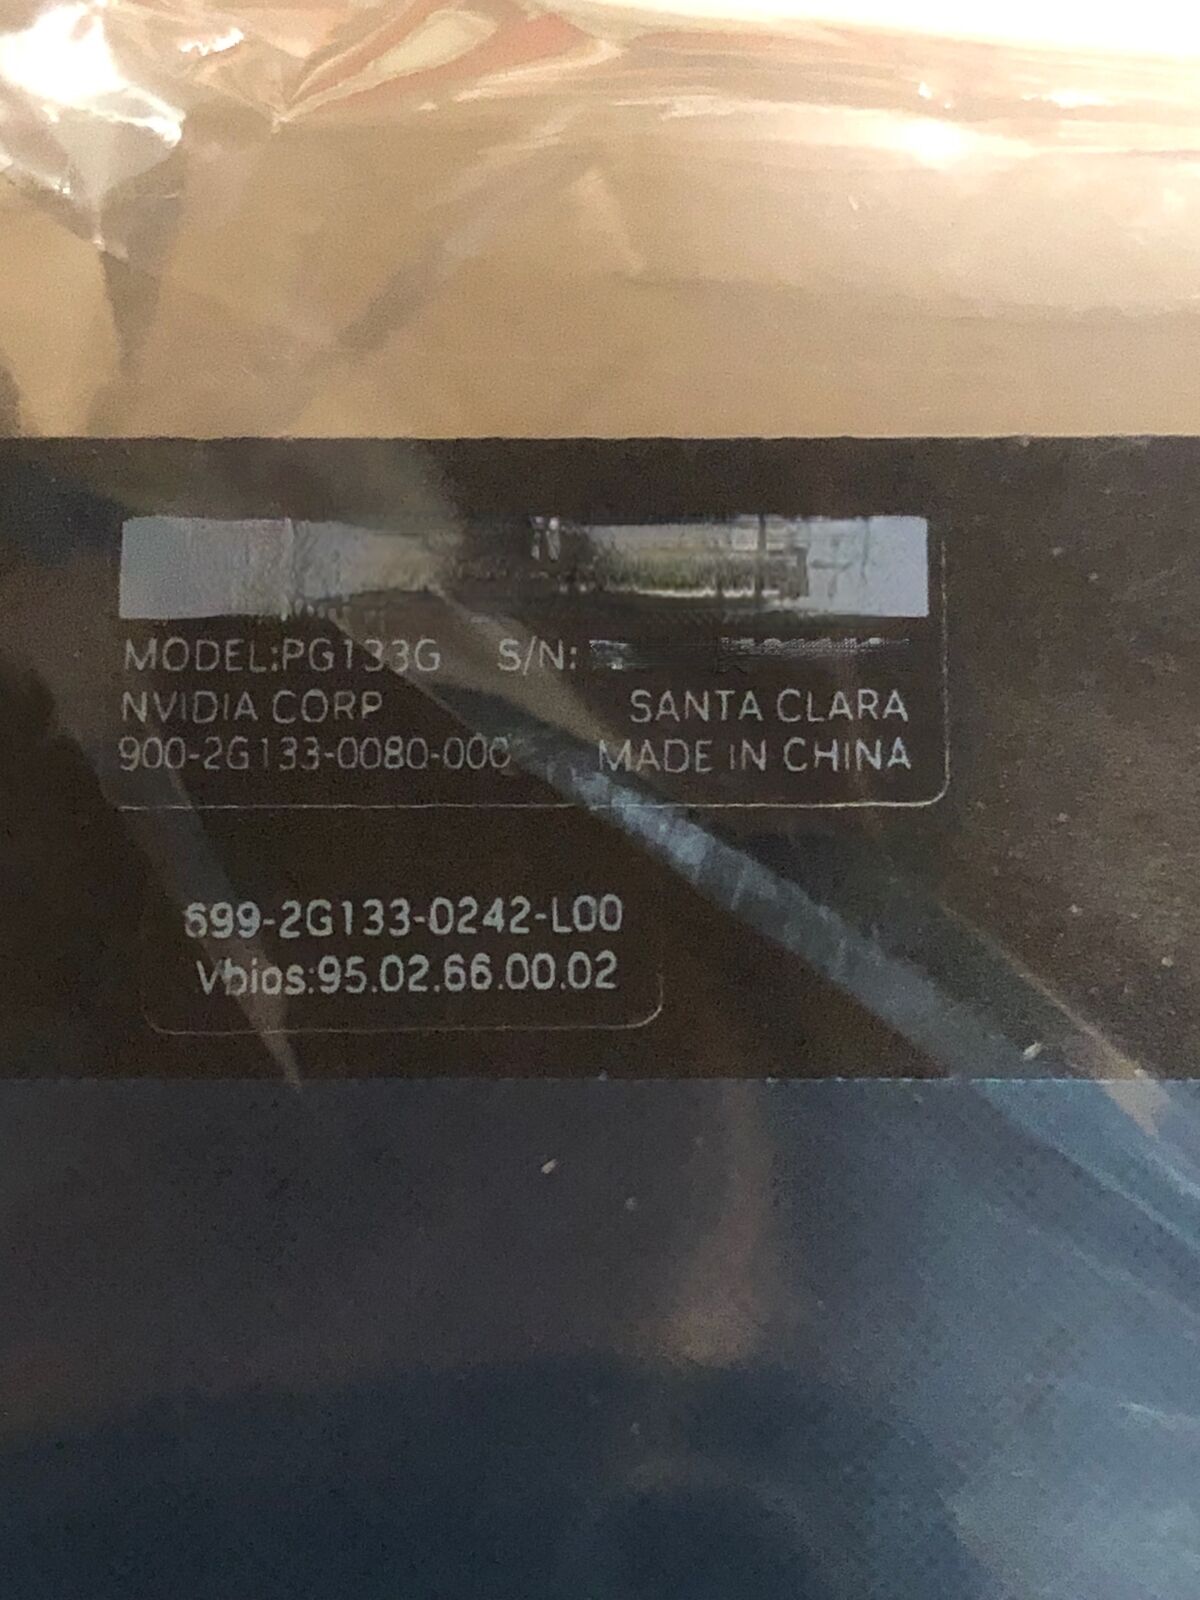 MODEL:PG133G S/N:
NVIDIA CORP SANTA CLARA
900-2G133-0080-000 MADE IN CHINA
699-2G133-0242-L00
Vbios:95.02.66.00.02